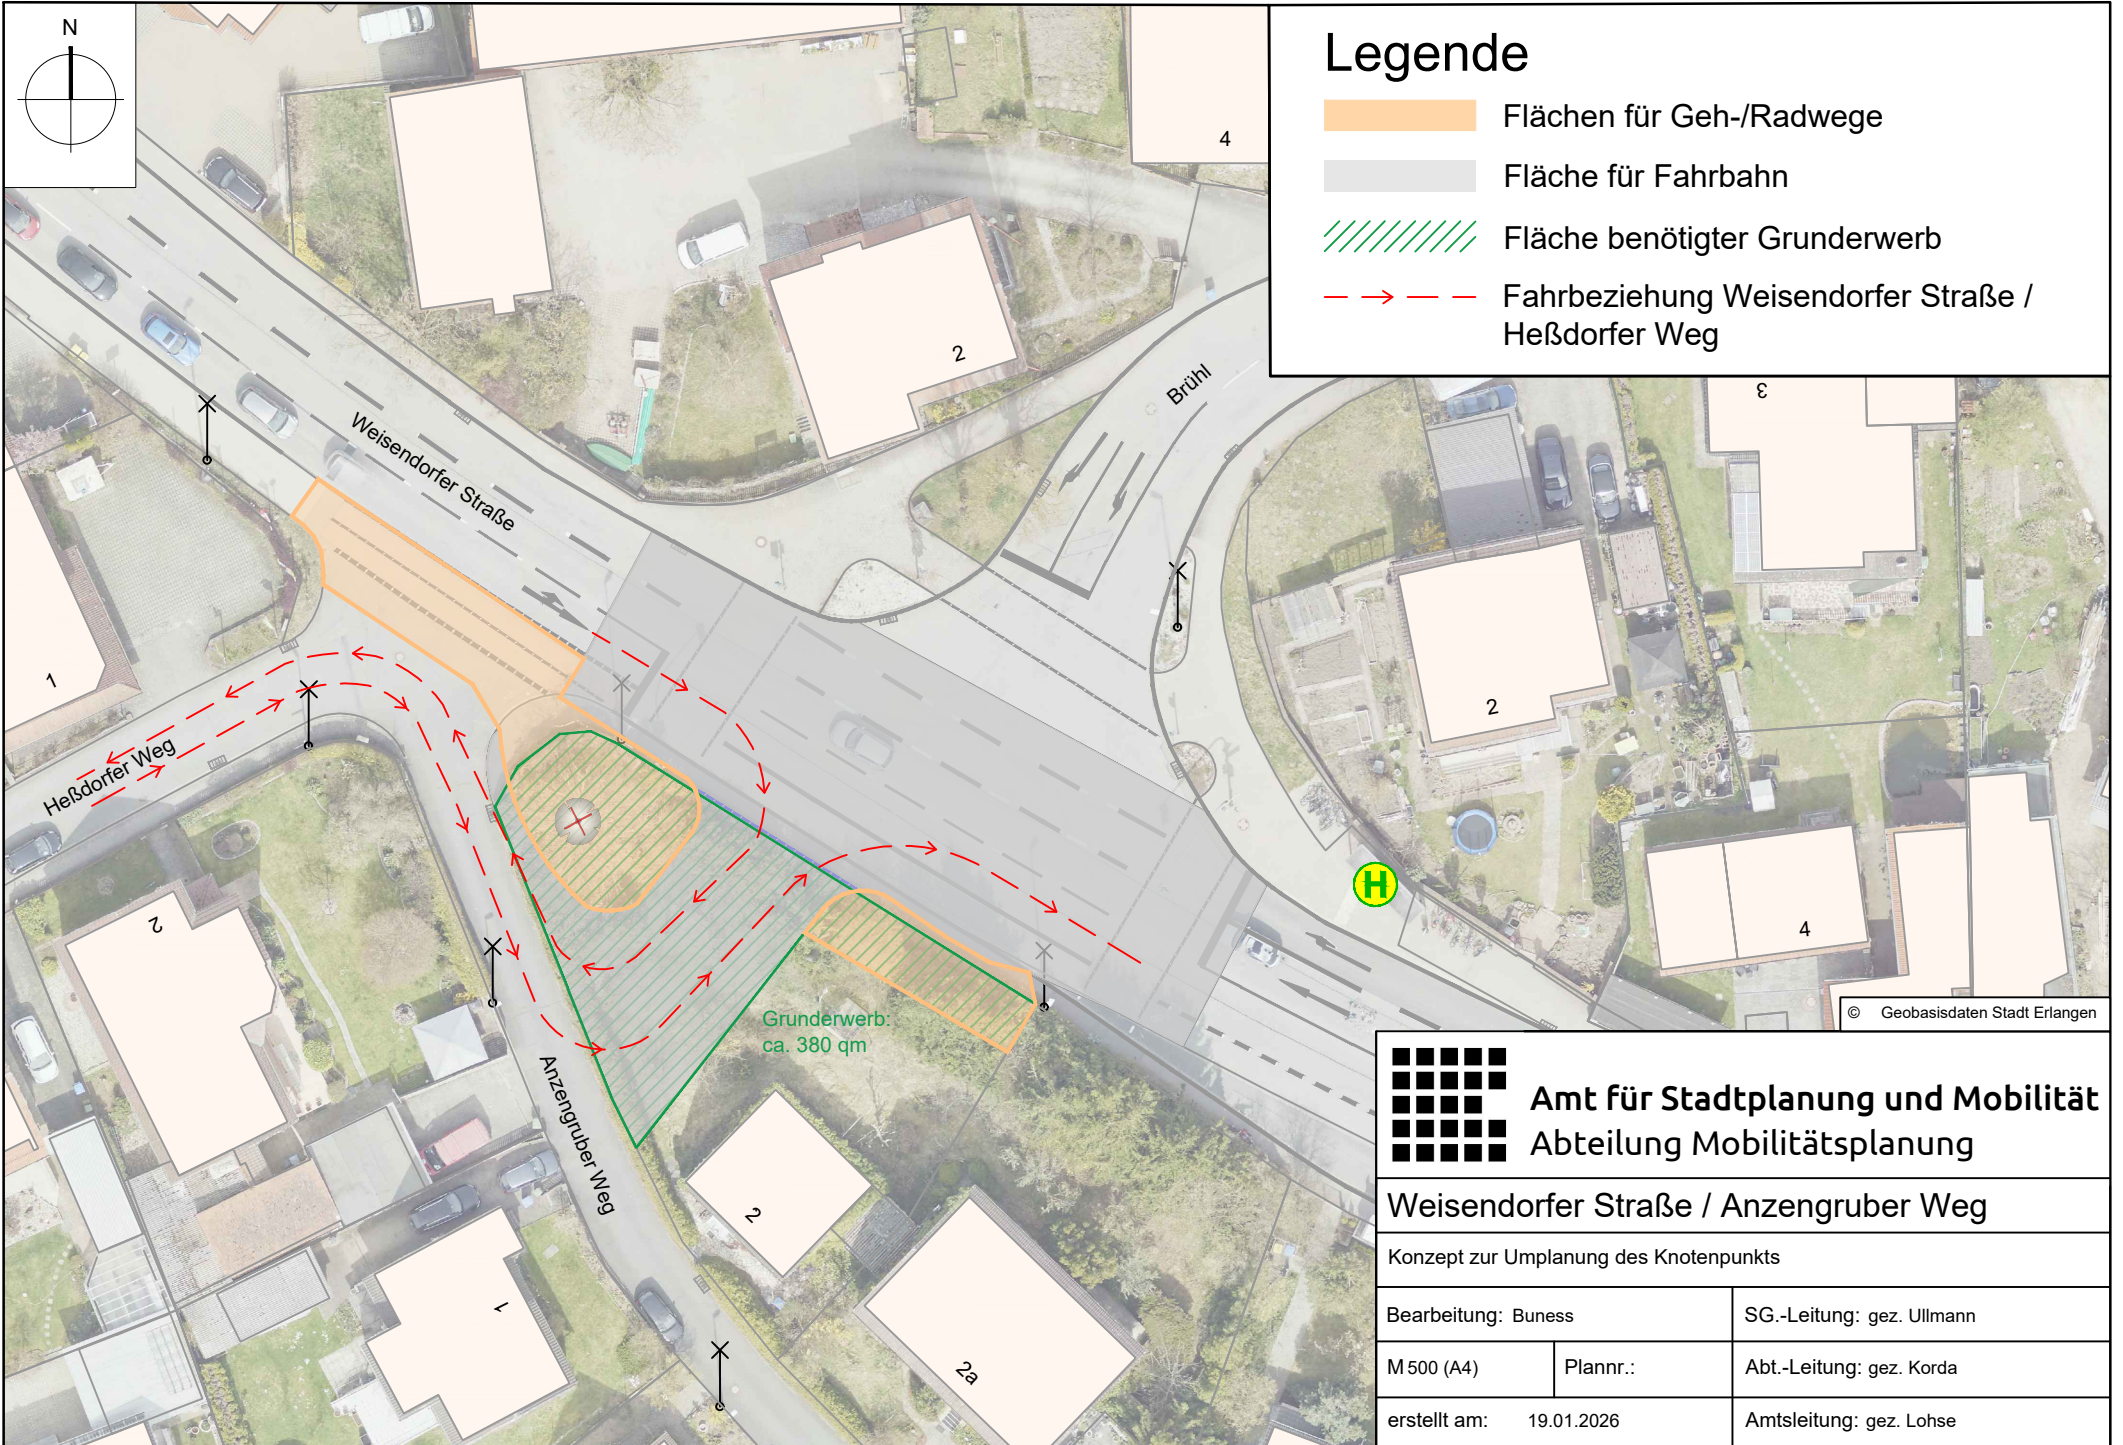 N
Legende
Flächen für Geh-/Radwege
Fläche für Fahrbahn
Fläche benötigter Grunderwerb
Fahrbeziehung Weisendorfer Straße /
Heßdorfer Weg
4
2
Brühl
3
Weisendorfer Straße
1
2
Heßdorfer Weg
H
2
4
Grunderwerb:
ca. 380 qm
Anzengruber Weg
2
1
2a
© Geobasisdaten Stadt Erlangen
Amt für Stadtplanung und Mobilität
Abteilung Mobilitätsplanung
Weisendorfer Straße / Anzengruber Weg
Konzept zur Umplanung des Knotenpunkts
Bearbeitung: Buness
SG.-Leitung: gez. Ullmann
M 500 (A4)
Plannr.:
Abt.-Leitung: gez. Korda
erstellt am: 19.01.2026
Amtsleitung: gez. Lohse